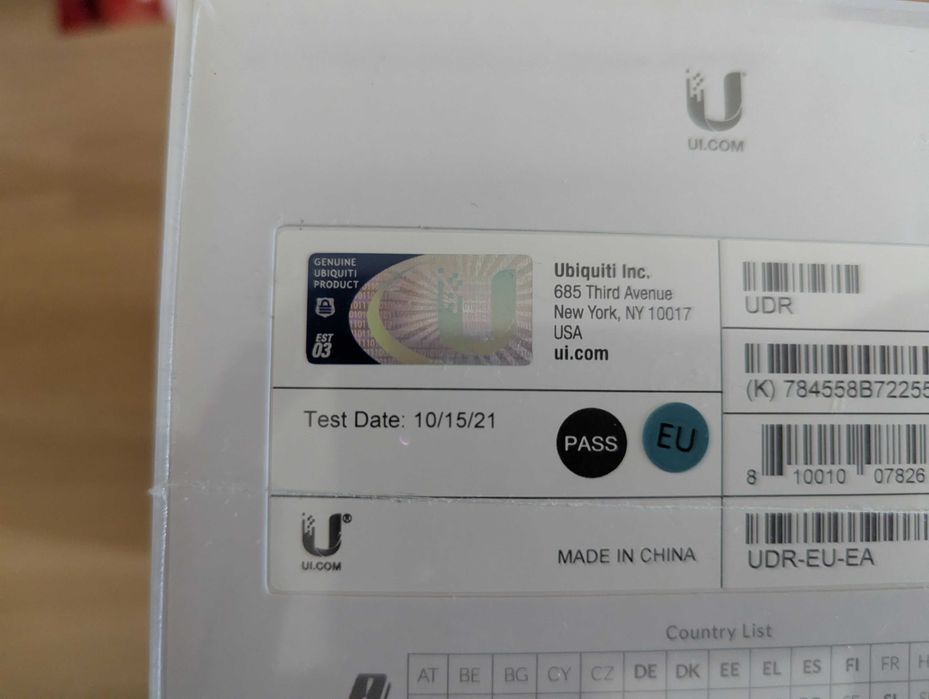 UI.COM
GENUINE
UBIQUITI
PRODUCT
EST
03
Ubiquiti Inc.
685 Third Avenue
New York, NY 10017
USA
ui.com
UDR
(K) 784558B72255
Test Date: 10/15/21
PASS
EU
8 10010 07826
U®
UI.COM
MADE IN CHINA
UDR-EU-EA
Country List
AT BE BG CY CZ DE DK EE EL ES FI FR